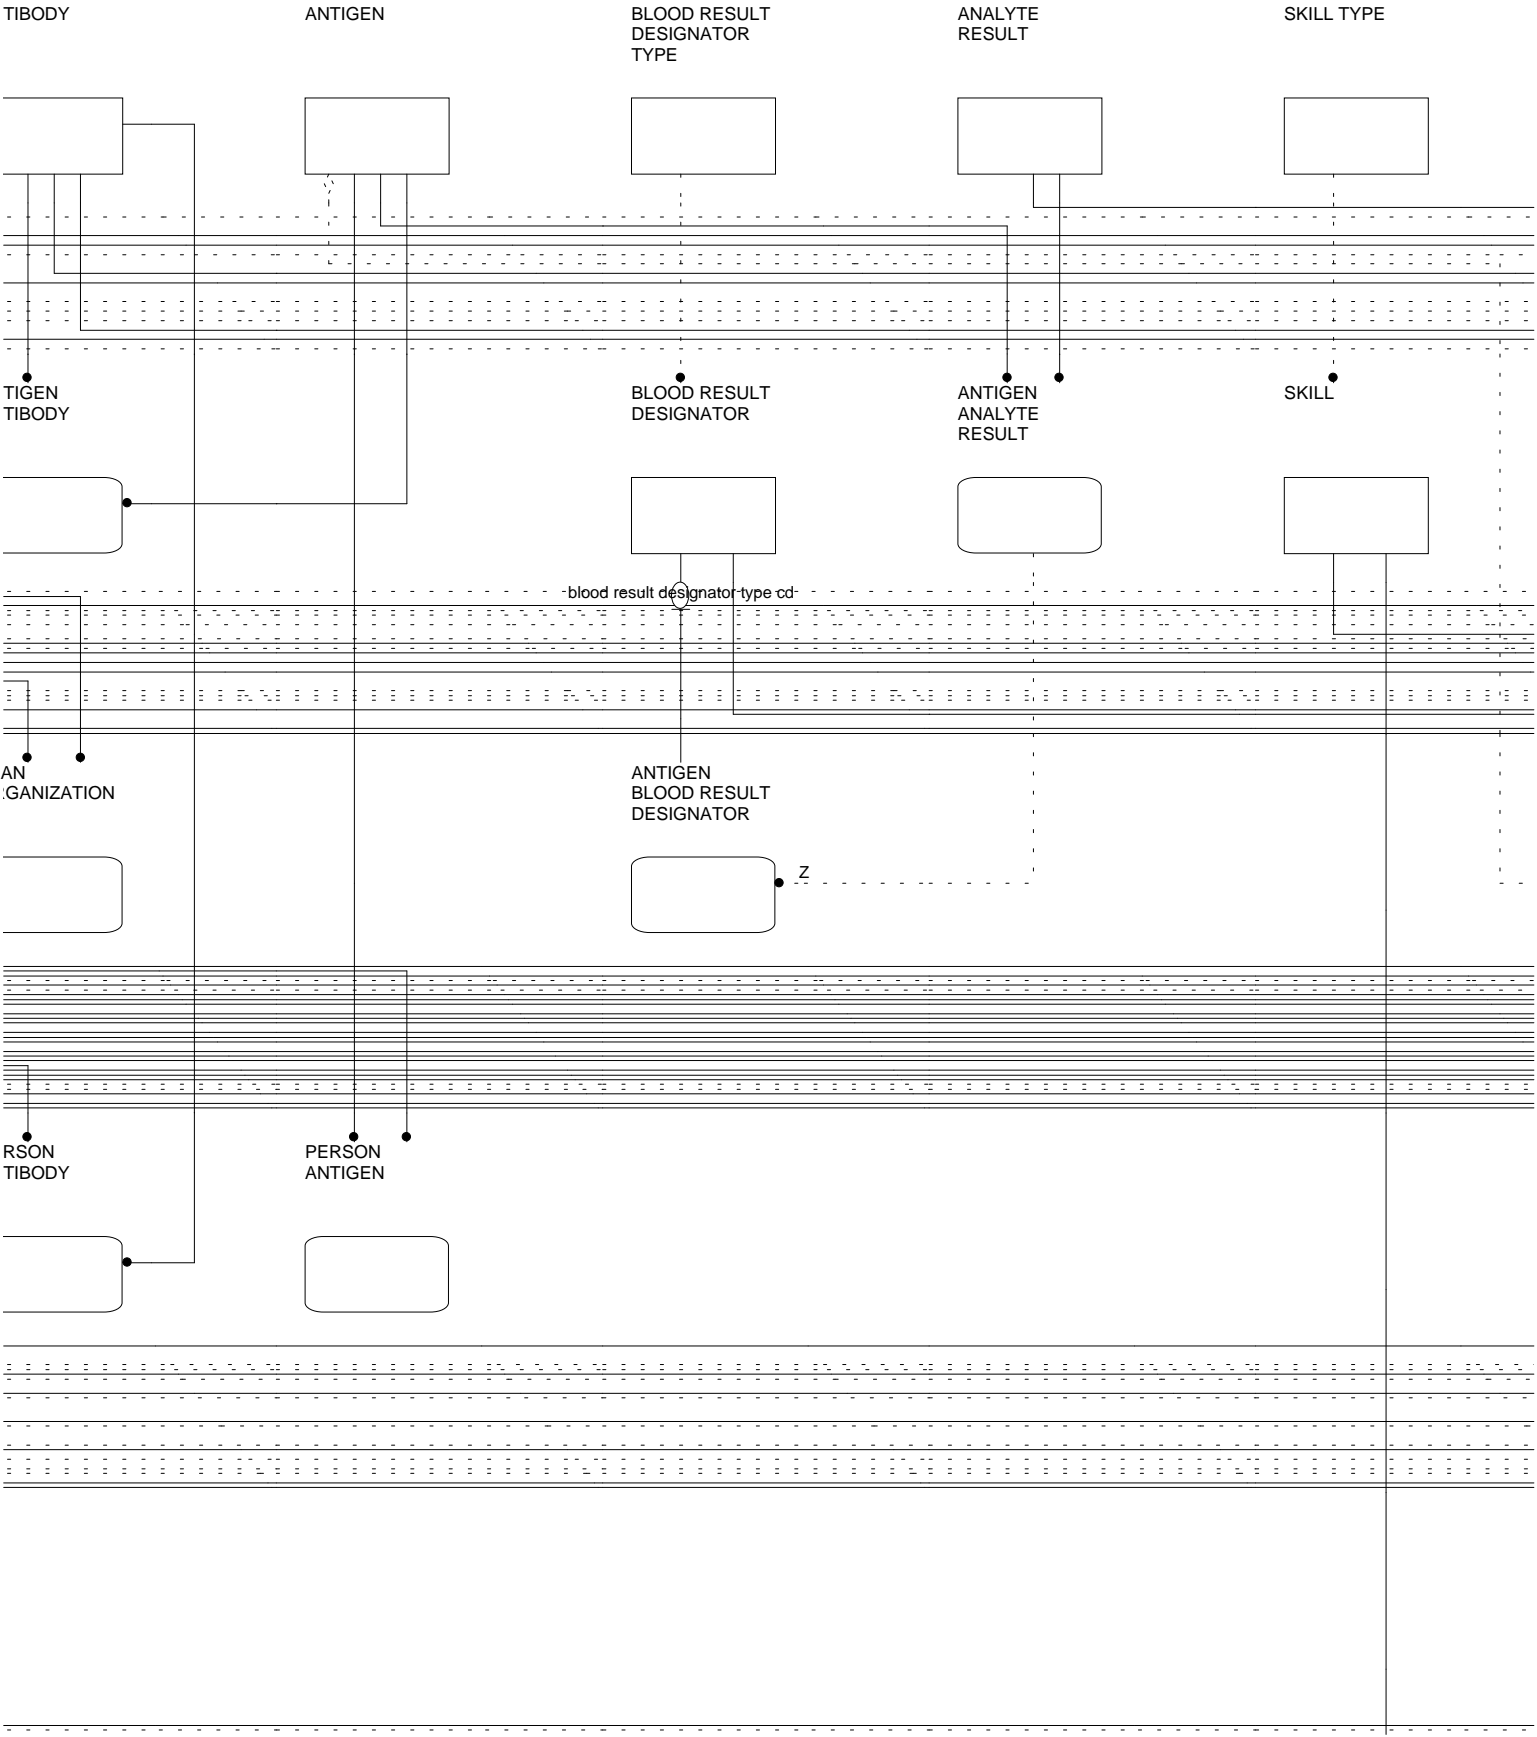 TIBODY
ANTIGEN
BLOOD RESULT
DESIGNATOR
TYPE
ANALYTE
RESULT
SKILL TYPE
TIGEN
TIBODY
BLOOD RESULT
DESIGNATOR
ANTIGEN
ANALYTE
RESULT
SKILL
blood result designator type cd
AN
GANIZATION
ANTIGEN
BLOOD RESULT
DESIGNATOR
Z
RSON
TIBODY
PERSON
ANTIGEN